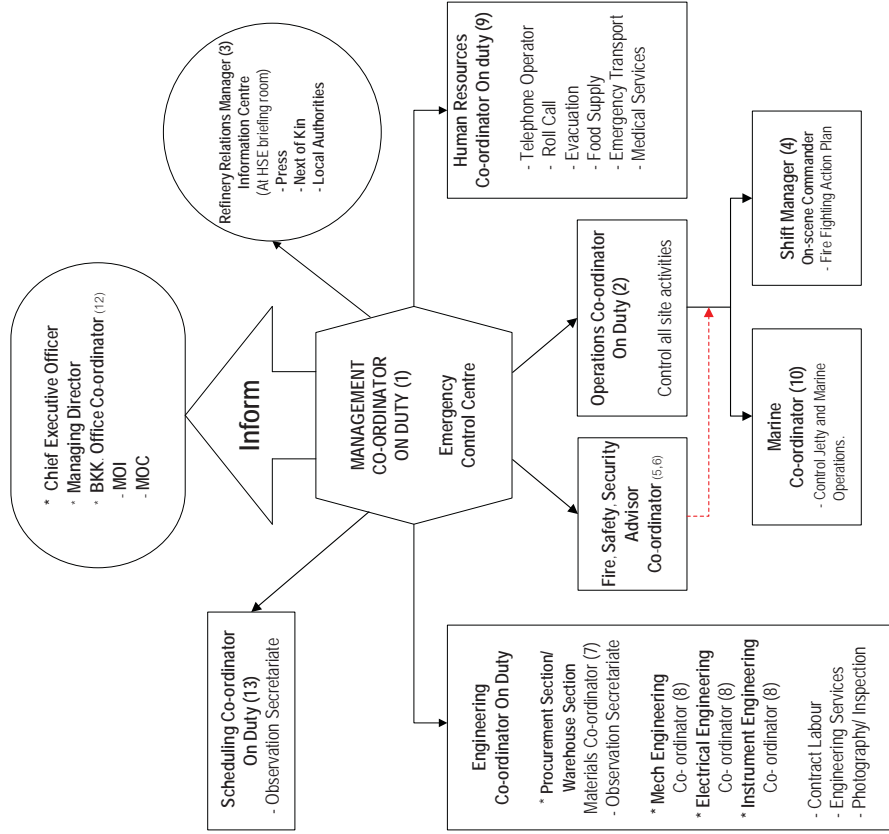 * Chief Executive Officer
* Managing Director
* BKK. Office Co-ordinator (12)
- MOI
- MOC
Inform
Refinery Relations Manager (3)
Information Centre
(At HSE briefing room)
- Press
- Next of Kin
- Local Authorities
Scheduling Co-ordinator
On Duty (13)
- Observation Secretariate
MANAGEMENT
CO-ORDINATOR
ON DUTY (1)
Emergency
Control Centre
Human Resources
Co-ordinator On duty (9)
- Telephone Operator
- Roll Call
- Evacuation
- Food Supply
- Emergency Transport
- Medical Services
Engineering
Co-ordinator On Duty
* Procurement Section/
Warehouse Section
Materials Co-ordinator (7)
- Observation Secretariate
* Mech Engineering
Co- ordinator (8)
* Electrical Engineering
Co- ordinator (8)
* Instrument Engineering
Co- ordinator (8)
- Contract Labour
- Engineering Services
- Photography/ Inspection
Fire, Safety, Security
Advisor
Co-ordinator (5,6)
Operations Co-ordinator
On Duty (2)
Control all site activities
Marine
Co-ordinator (10)
- Control Jetty and Marine
Operations.
Shift Manager (4)
On-scene Commander
- Fire Fighting Action Plan